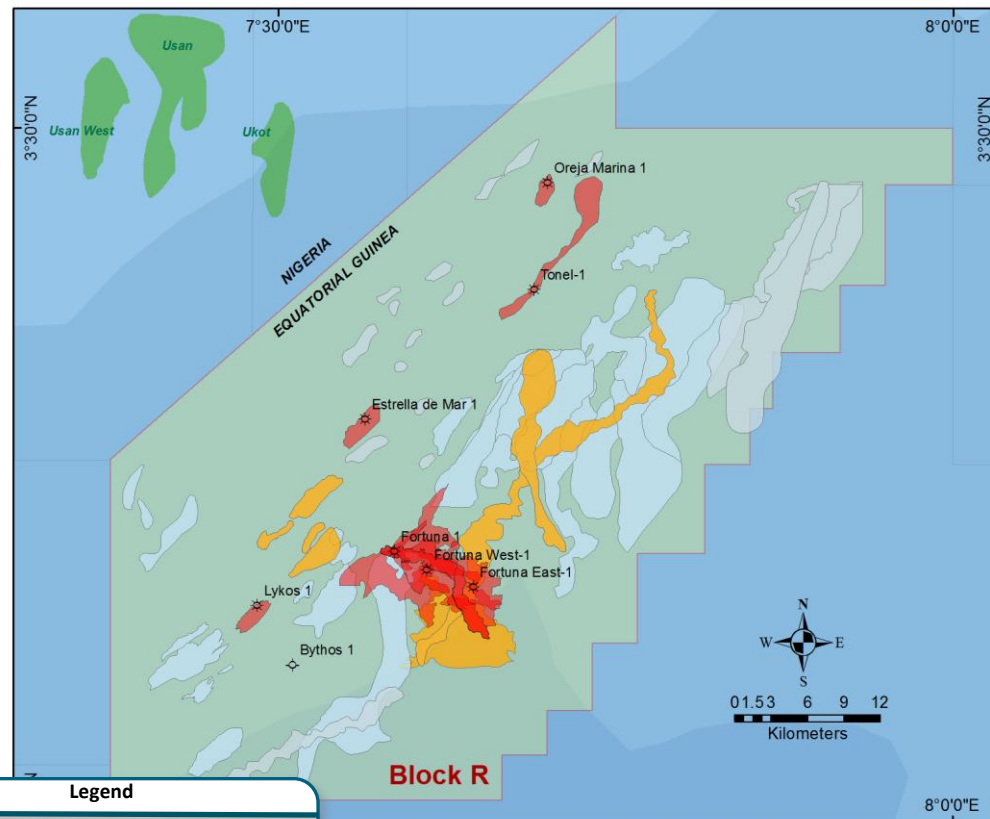 7°30'0"E
8°0'0"E
Usan
3°30'0"N
3°30'0"N
Usan West
Ukot
Oreja Marina 1
NIGERIA
EQUATORIAL GUINEA
Tonel-1
Estrella de Mar 1
Fortuna 1
Fortuna West-1
Fortuna East-1
Lykos 1
Bythos 1
N
W
E
S
0 1.5 3 6 9 12
Kilometers
Block R
Legend
8°0'0"E